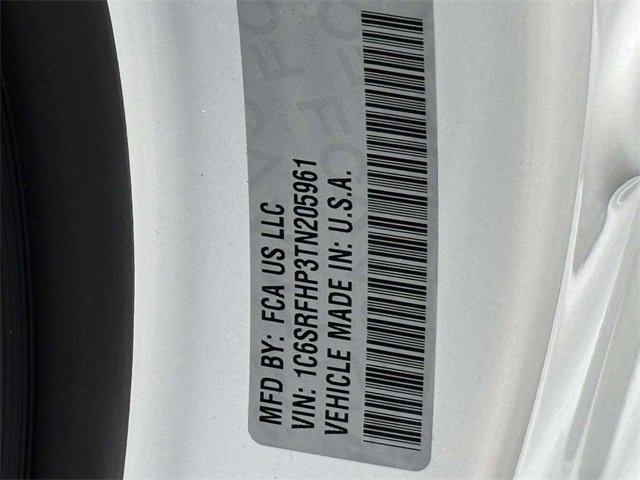 MFD BY: FCA US LLC
VIN: 1C6SRFHP3TN205961
VEHICLE MADE IN: U.S.A.